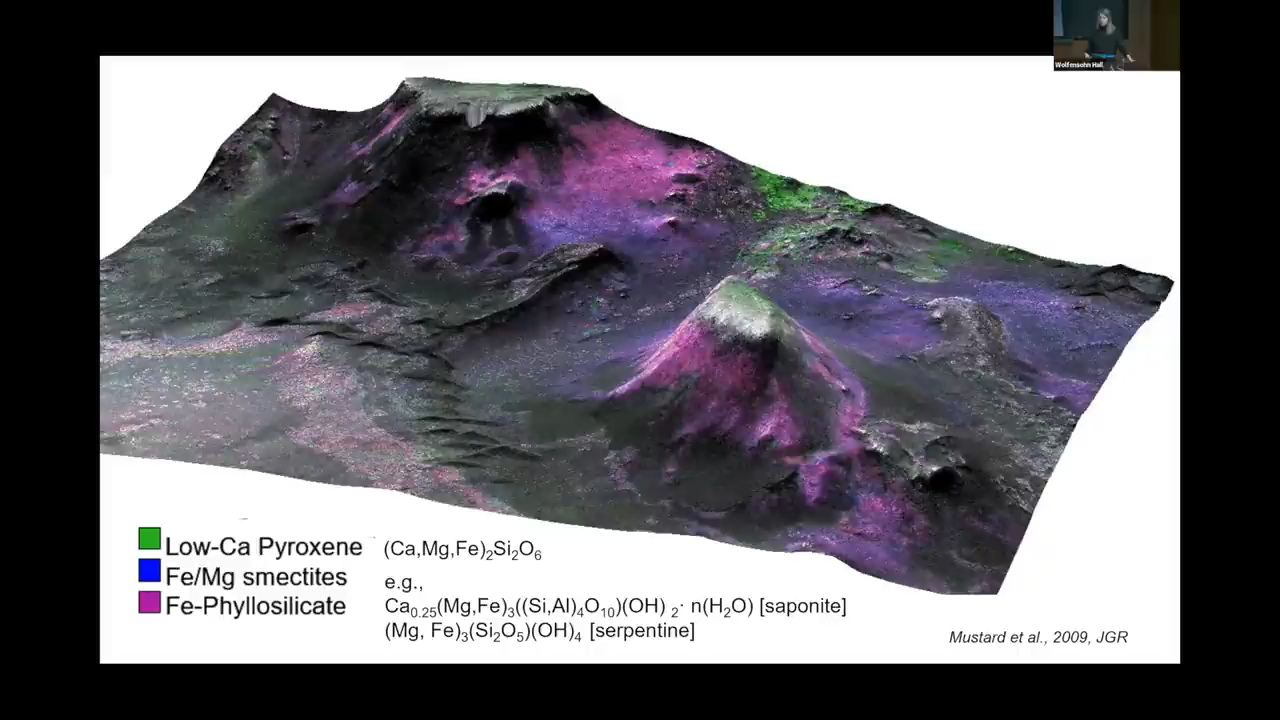 Wolfensohn Hall
Low-Ca Pyroxene (Ca,Mg,Fe)₂Si₂O₆
Fe/Mg smectites e.g.,
Fe-Phyllosilicate Ca₀.₂₅(Mg,Fe)₃((Si,Al)₄O₁₀)(OH) ₂· n(H₂O) [saponite]
(Mg, Fe)₃(Si₂O₅)(OH)₄ [serpentine]
Mustard et al., 2009, JGR